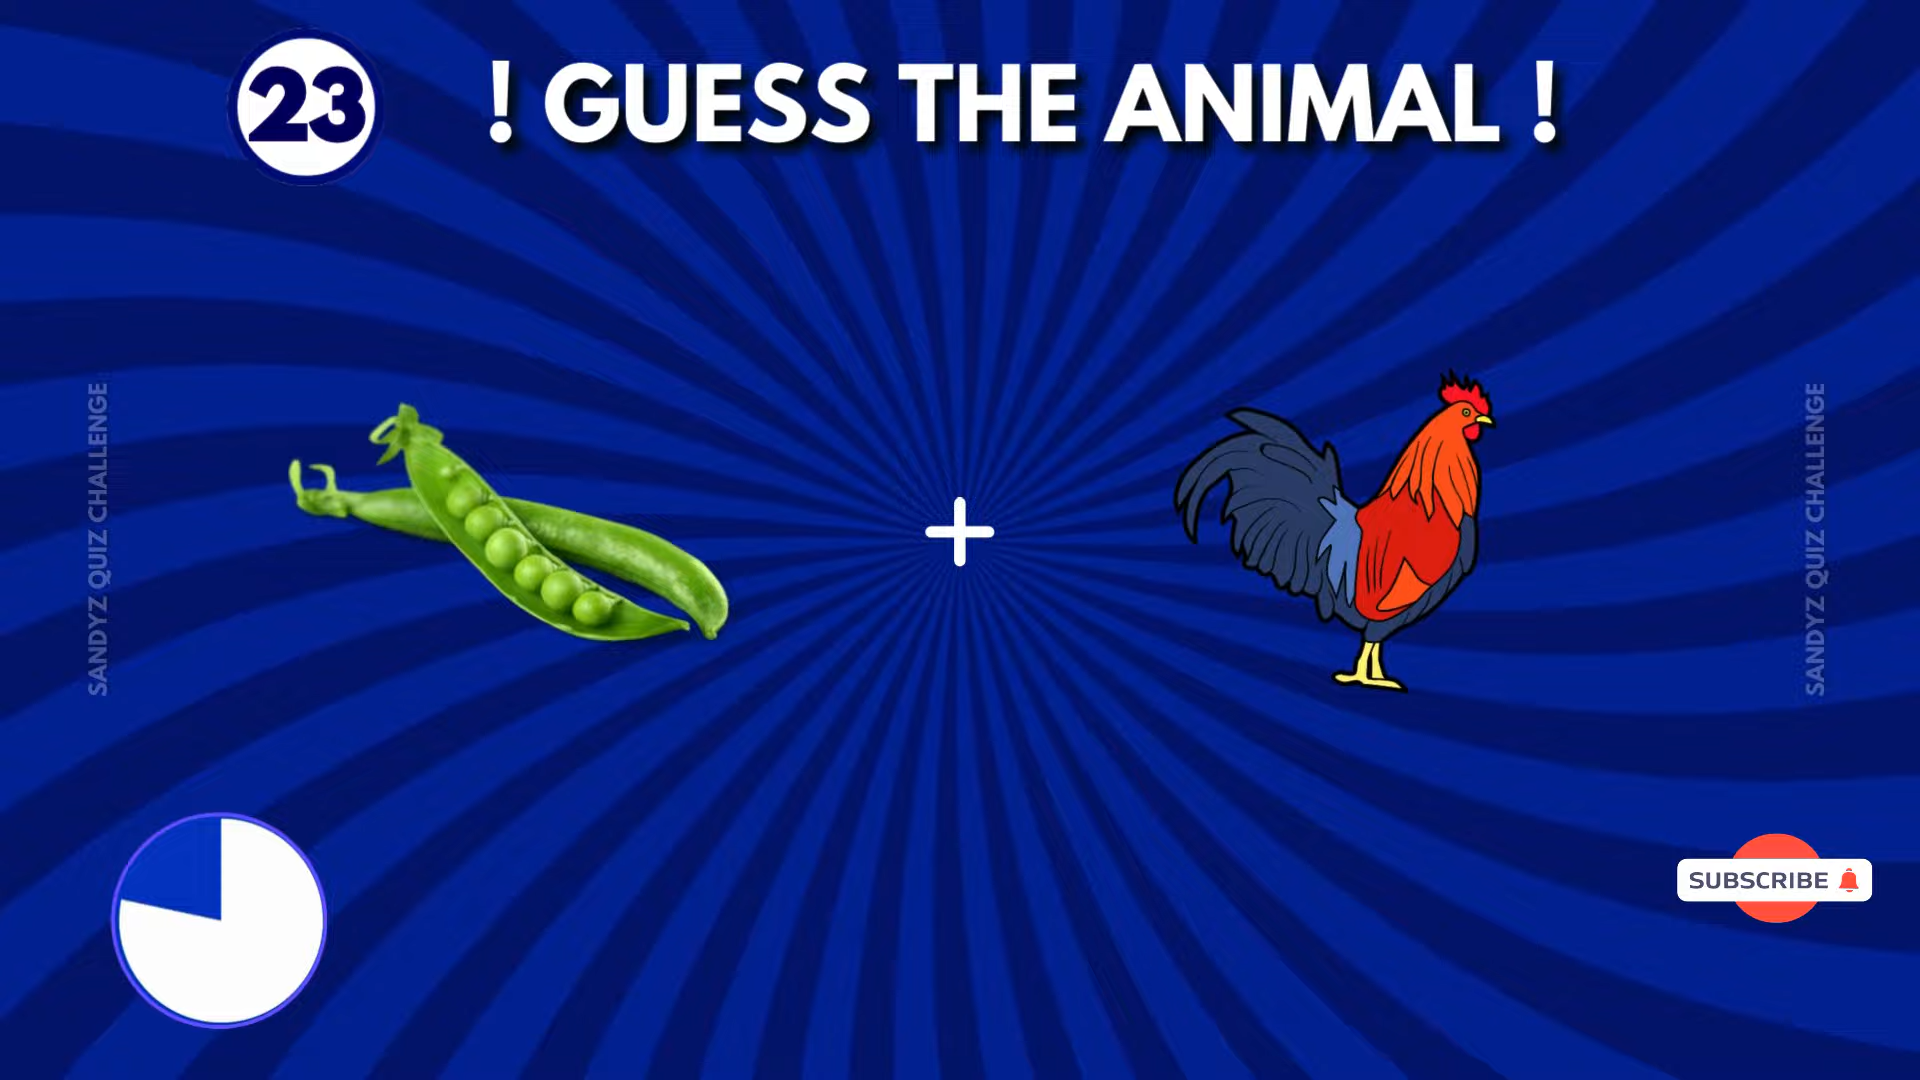 23
! GUESS THE ANIMAL !
SANDYZ QUIZ CHALLENGE
SANDYZ QUIZ CHALLENGE
SUBSCRIBE